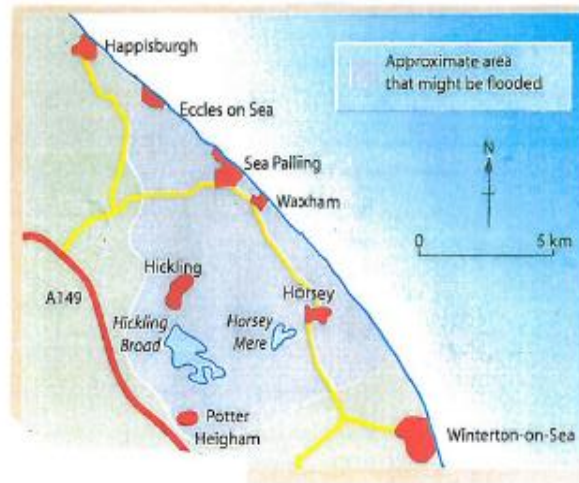 Happisburgh
Approximate area
that might be flooded
Eccles on Sea
N
Sea Palling
Waxham
0 5 km
Hickling
A149
Horsey
Hickling
Broad
Horsey
Mere
Potter
Heigham
Winterton-on-Sea